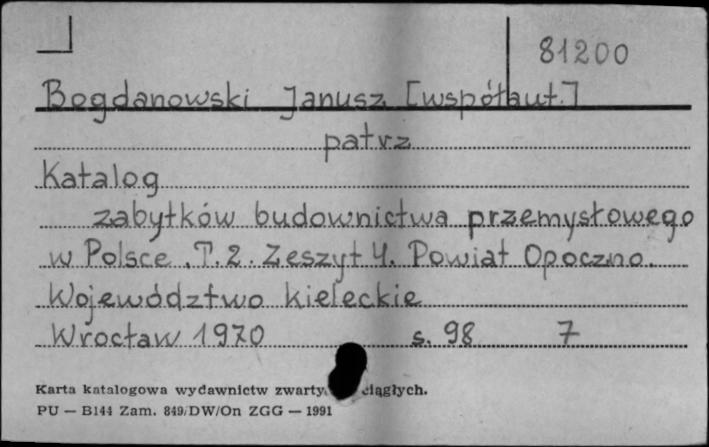 81200
Bogdanowski Janusz [współaut.]
patrz
Katalog
zabytków budownictwa przemysłowego
w Polsce. T. 2. Zeszyt 4. Powiat Opoczno.
Województwo kieleckie
Wrocław 1970 s. 98 7
Karta katalogowa wydawnictw ciągłych.
PU — B144 Zam. 849/DW/On ZGG — 1991